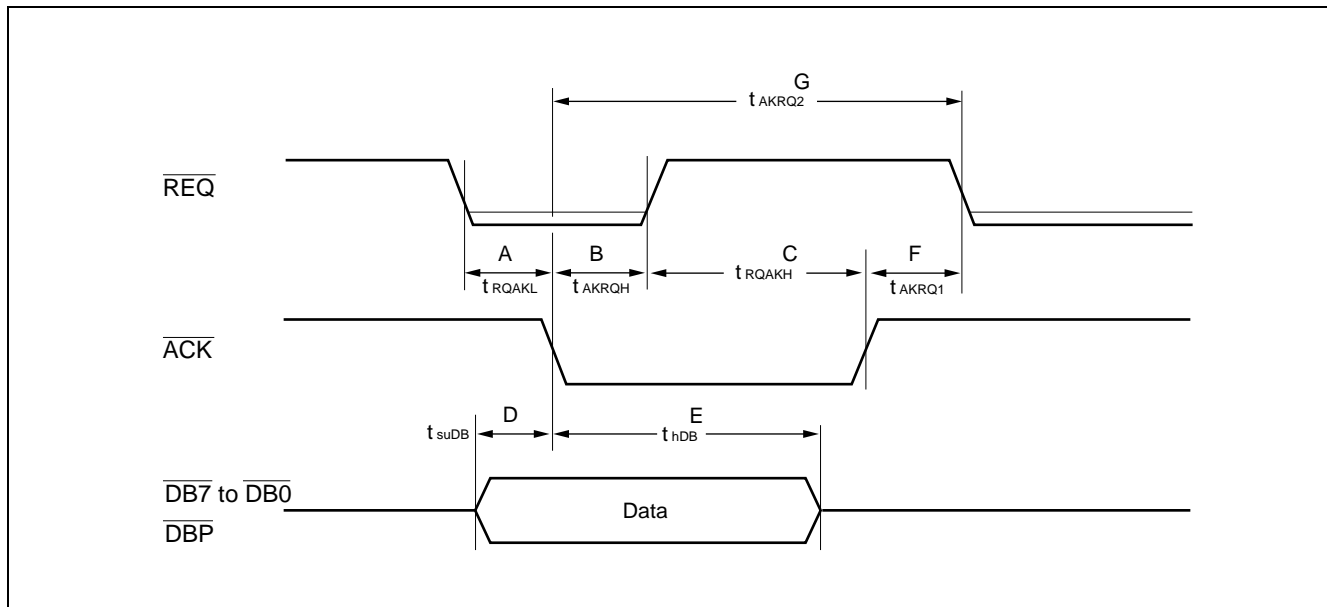 G
t AKRQ2
REQ
A B C F
t RQAKL t AKRQH t RQAKH t AKRQ1
ACK
D E
t suDB t hDB
DB7 to DB0
Data
DBP